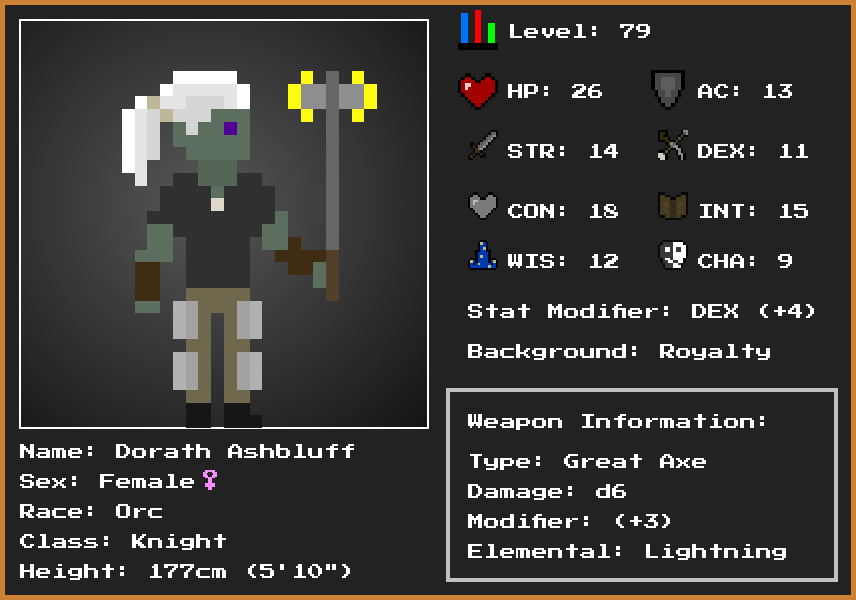 Level: 79
HP: 26 AC: 13
STR: 14 DEX: 11
CON: 18 INT: 15
WIS: 12 CHA: 9
Stat Modifier: DEX (+4)
Background: Royalty
Weapon Information:
Type: Great Axe
Damage: d6
Modifier: (+3)
Elemental: Lightning
Name: Dorath Ashbluff
Sex: Female♀
Race: Orc
Class: Knight
Height: 177cm (5'10")